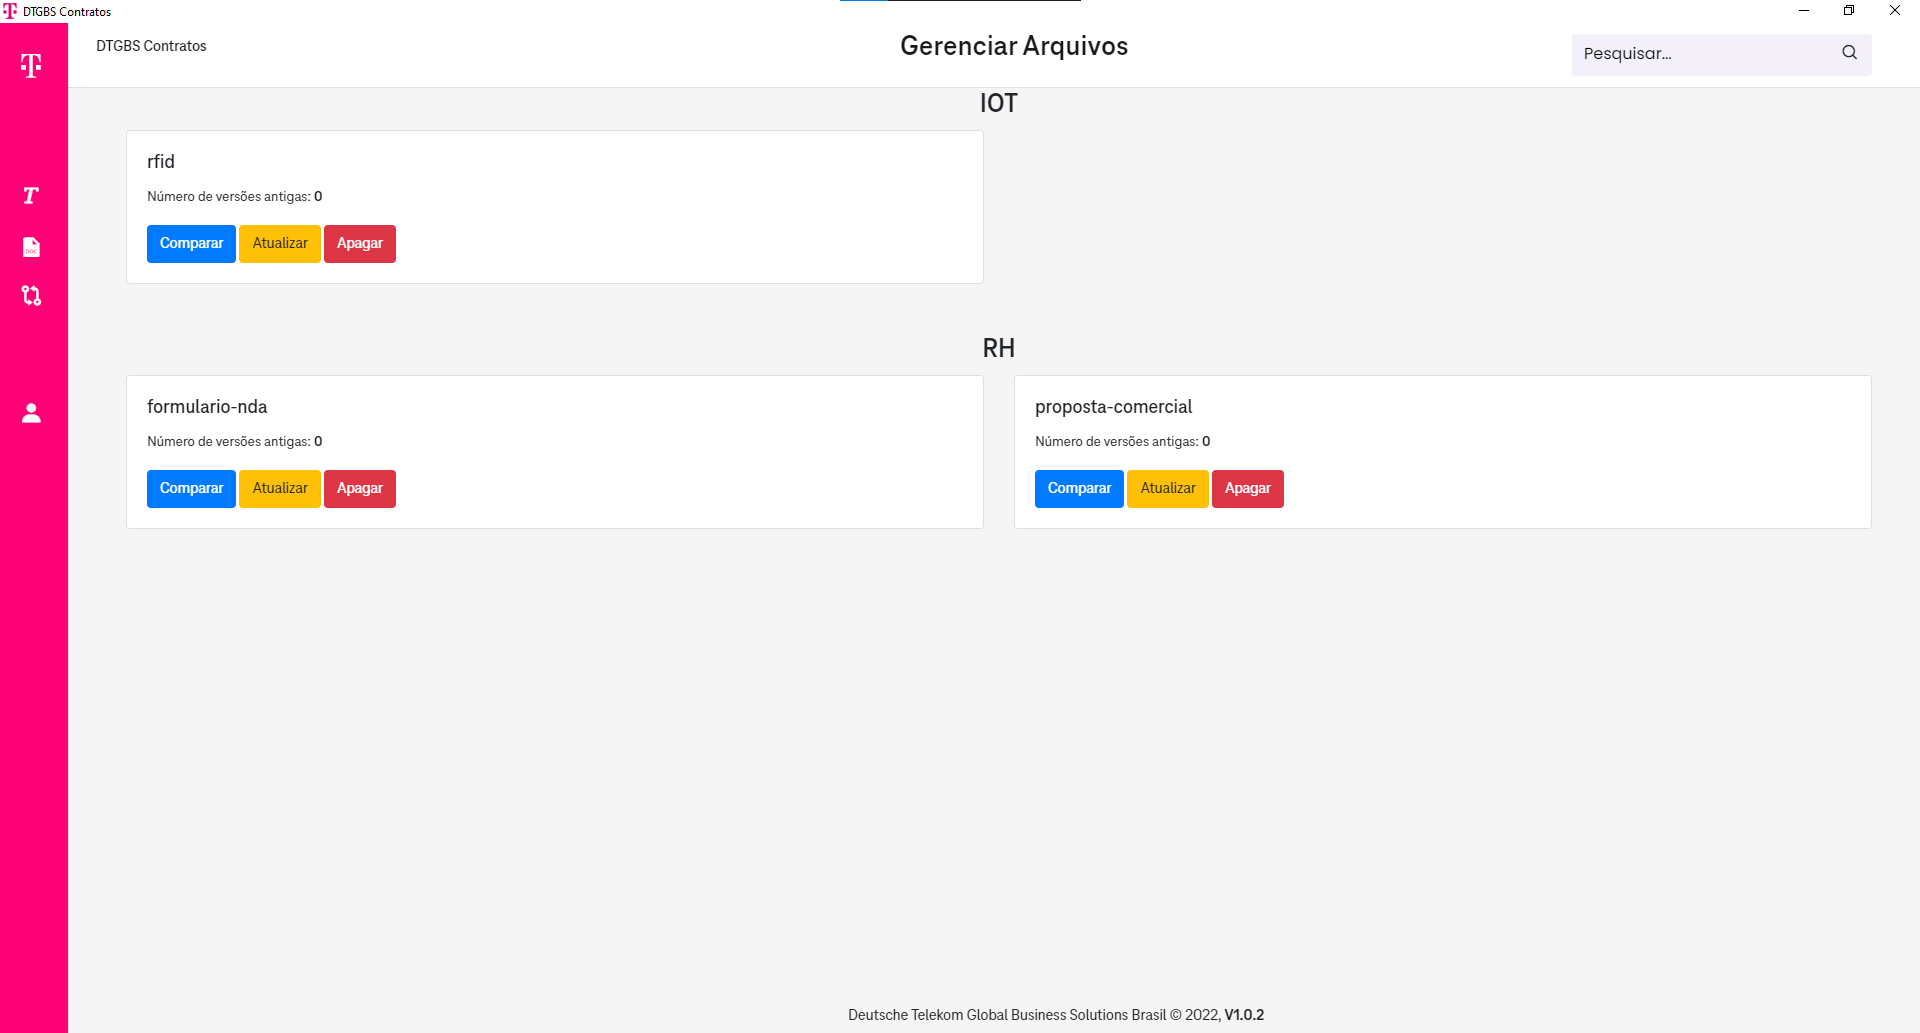 DTGBS Contratos
DTGBS Contratos
Gerenciar Arquivos
Pesquisar...
IOT
rfid
Número de versões antigas: 0
Comparar Atualizar Apagar
RH
formulario-nda
Número de versões antigas: 0
Comparar Atualizar Apagar
proposta-comercial
Número de versões antigas: 0
Comparar Atualizar Apagar
Deutsche Telekom Global Business Solutions Brasil © 2022, V1.0.2